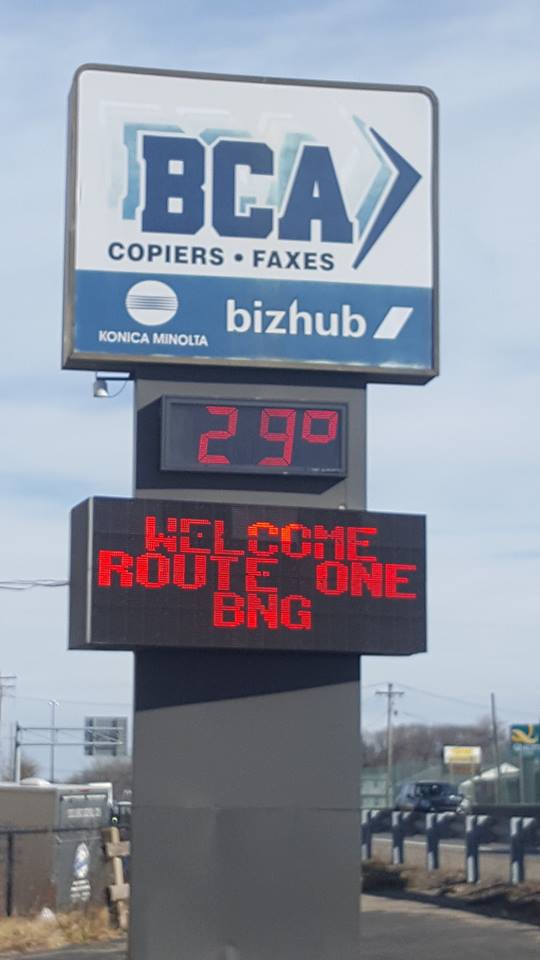 BCA
COPIERS • FAXES
KONICA MINOLTA
bizhub
29°
WELCOME
ROUTE ONE
BNG